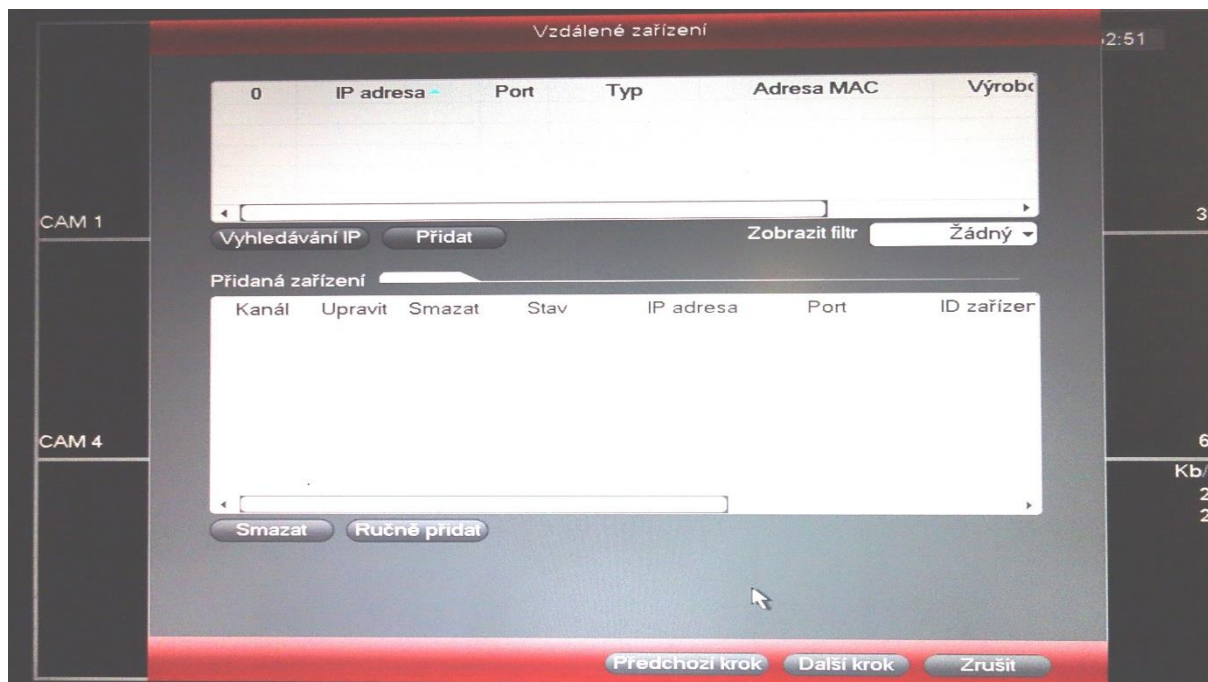 Vzdálené zařízení
:51
0 IP adresa Port Typ Adresa MAC Výrobc
CAM 1
3
Vyhledávání IP Přidat Zobrazit filtr Žádný
Přidaná zařízení
Kanál Upravit Smazat Stav IP adresa Port ID zařízen
CAM 4
6
Kb/
2
2
Smazat Ručně přidat
Předchozí krok Další krok Zrušit